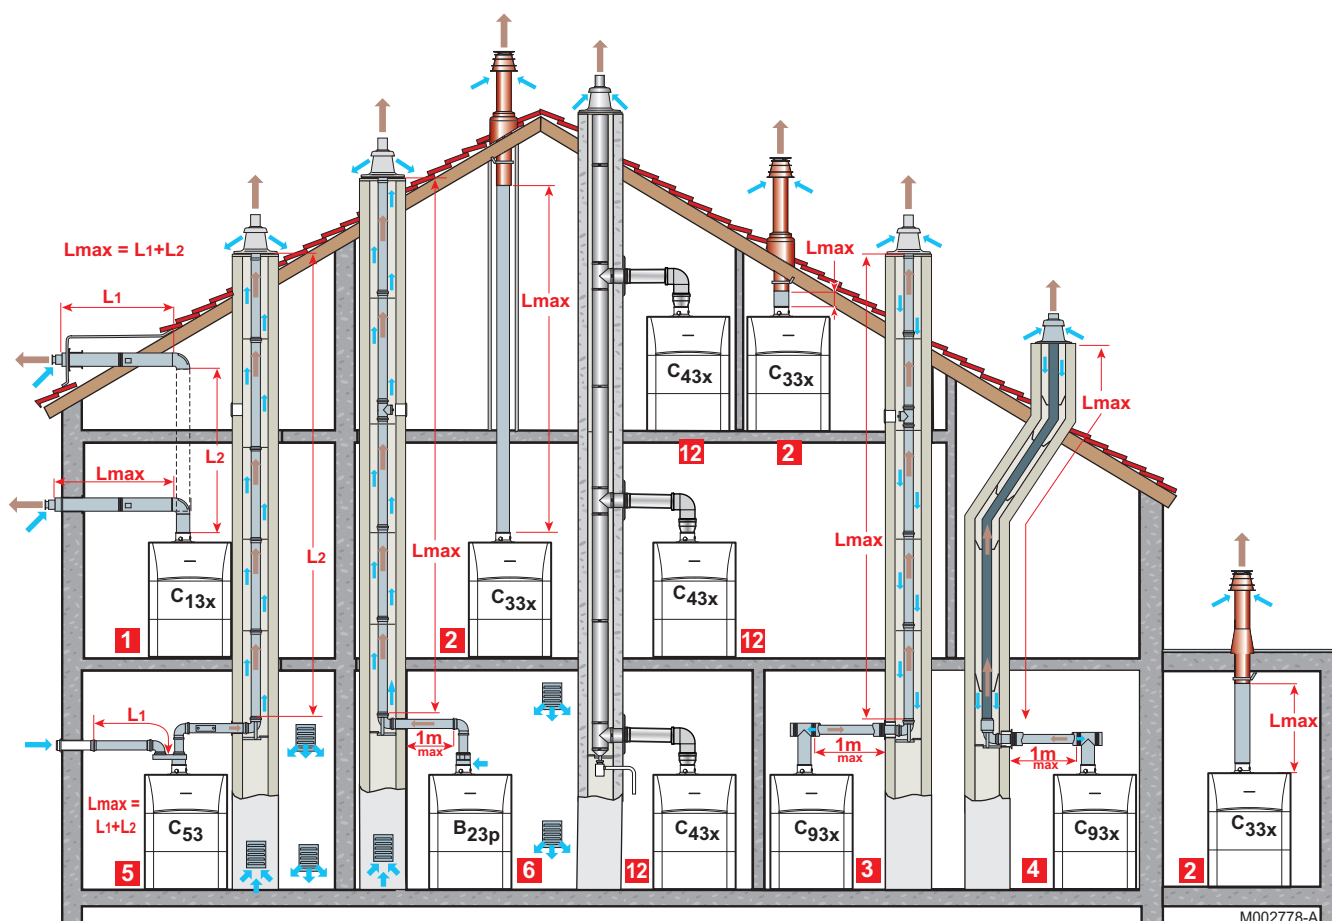 Lmax = L1+L2
L1
L2
Lmax
C13x
1
L2
Lmax
1m
max
Lmax
C33x
2
C43x
12
Lmax
C33x
2
C43x
12
Lmax
Lmax
L1
Lmax =
L1+L2
C53
5
B23p
6
C43x
12
1m
max
C93x
3
1m
max
C93x
4
Lmax
C33x
2
M002778-A